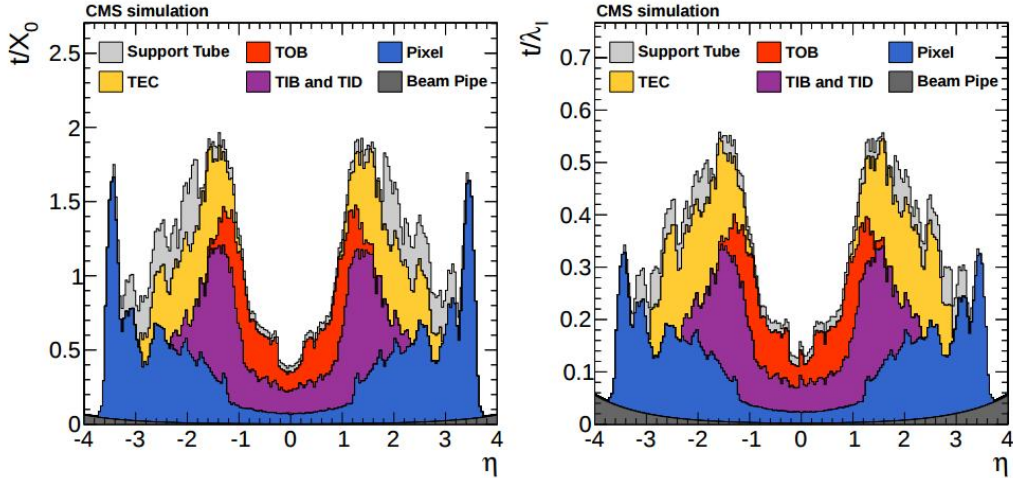 CMS simulation
t/X₀
2.5
2
1.5
1
0.5
0
Support Tube
TOB
Pixel
TEC
TIB and TID
Beam Pipe
-4 -3 -2 -1 0 1 2 3 4
η
CMS simulation
t/λI
0.7
0.6
0.5
0.4
0.3
0.2
0.1
0
Support Tube
TOB
Pixel
TEC
TIB and TID
Beam Pipe
-4 -3 -2 -1 0 1 2 3 4
η